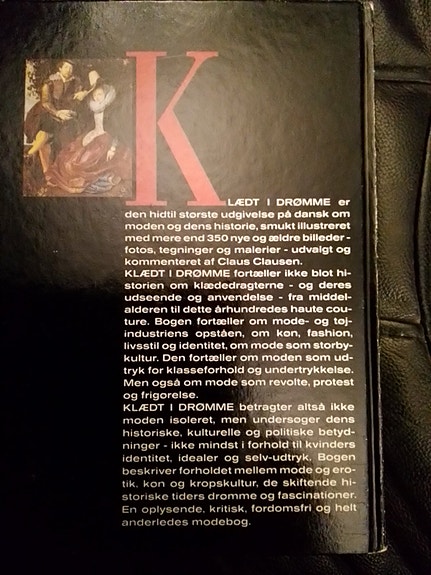 KLÆDT I DRØMME er
den hidtil største udgivelse på dansk om
moden og dens historie, smukt illustreret
med mere end 350 nye og ældre billeder -
fotos, tegninger og malerier - udvalgt og
kommenteret af Claus Clausen.
KLÆDT I DRØMME fortæller ikke blot hi-
storien om klædedragterne - og deres
udseende og anvendelse - fra middel-
alderen til dette århundredes haute cou-
ture. Bogen fortæller om mode- og tøj-
industriens opståen, om køn, fashion,
livsstil og identitet, om mode som storby-
kultur. Den fortæller om moden som ud-
tryk for klasseforhold og undertrykkelse.
Men også om mode som revolte, protest
og frigørelse.
KLÆDT I DRØMME betragter altså ikke
moden isoleret, men undersøger dens
historiske, kulturelle og politiske betyd-
ninger - ikke mindst i forhold til kvinders
identitet, idealer og selv-udtryk. Bogen
beskriver forholdet mellem mode og ero-
tik, køn og kropskultur, de skiftende hi-
storiske tiders drømme og fascinationer.
En oplysende, kritisk, fordomsfri og helt
anderledes modebog.